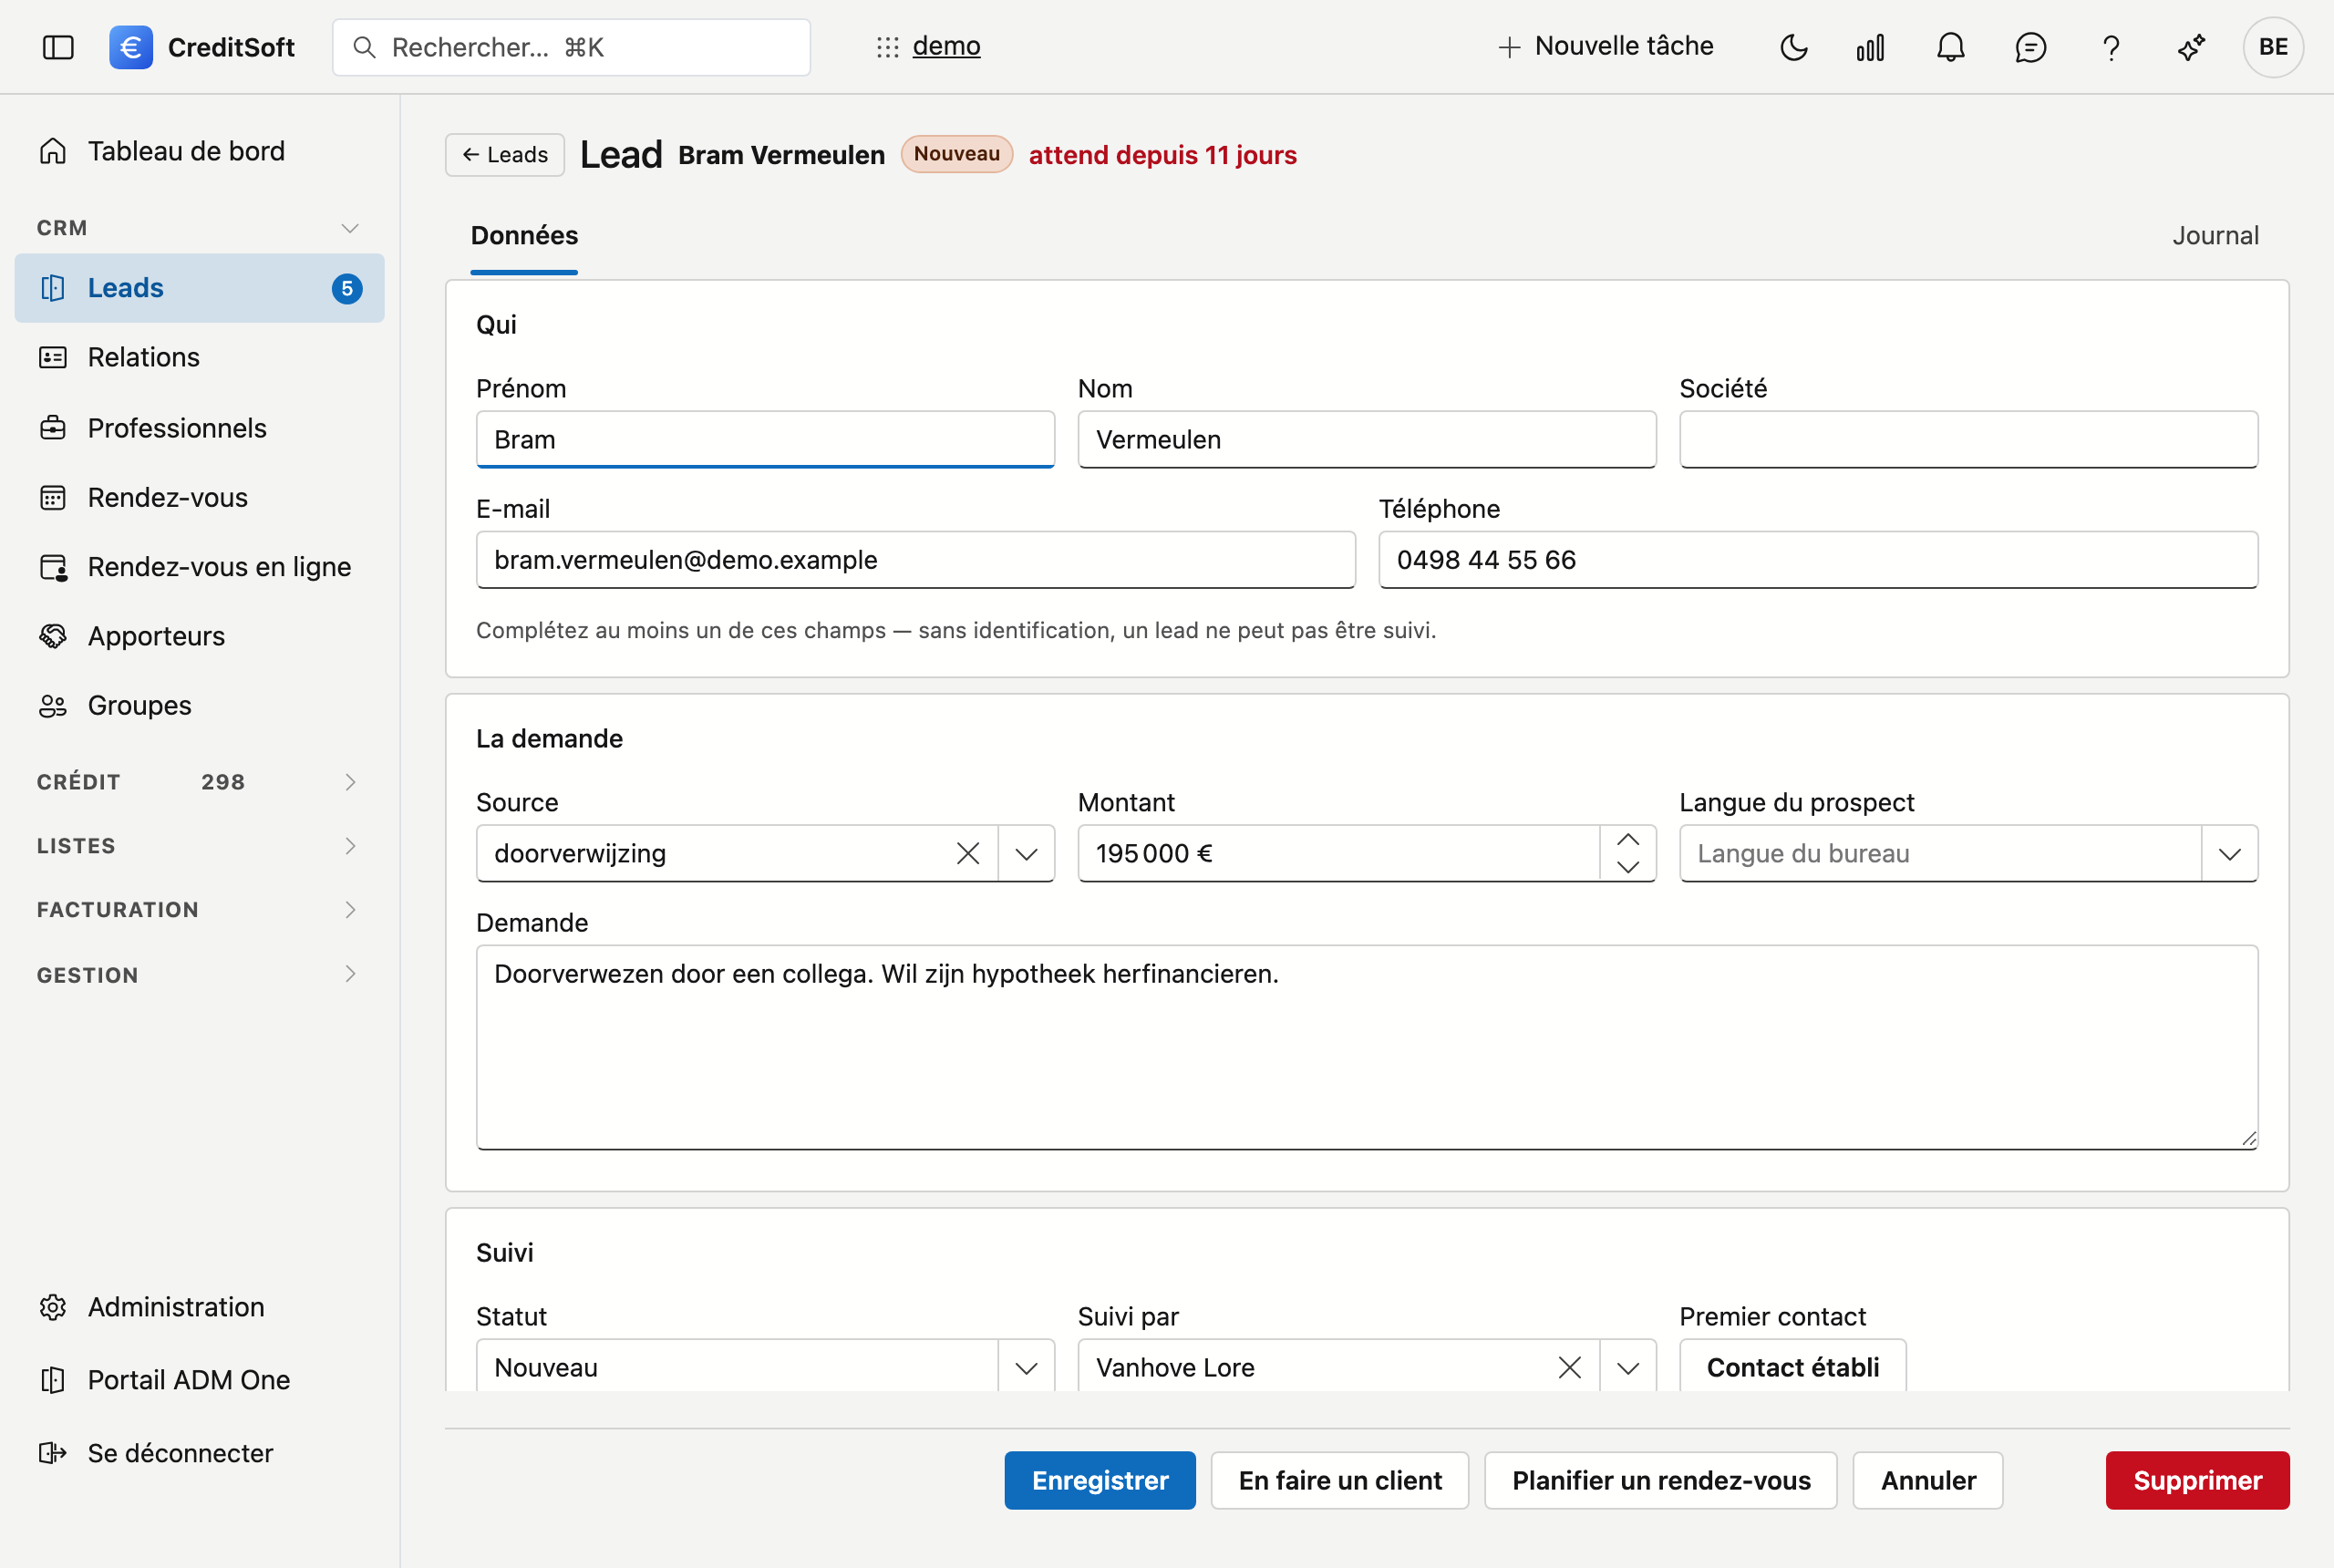 CreditSoft
Rechercher... ⌘K
demo
Nouvelle tâche
BE
Tableau de bord
CRM
Leads
5
Relations
Professionnels
Rendez-vous
Rendez-vous en ligne
Apporteurs
Groupes
CRÉDIT 298
LISTES
FACTURATION
GESTION
Administration
Portail ADM One
Se déconnecter
← Leads
Lead Bram Vermeulen Nouveau attend depuis 11 jours
Données
Journal
Qui
Prénom
Nom
Société
Bram
Vermeulen
E-mail
Téléphone
bram.vermeulen@demo.example
0498 44 55 66
Complétez au moins un de ces champs — sans identification, un lead ne peut pas être suivi.
La demande
Source
Montant
Langue du prospect
doorverwijzing
195 000 €
Langue du bureau
Demande
Doorverwezen door een collega. Wil zijn hypotheek herfinancieren.
Suivi
Statut
Suivi par
Premier contact
Nouveau
Vanhove Lore
Contact établi
Enregistrer
En faire un client
Planifier un rendez-vous
Annuler
Supprimer